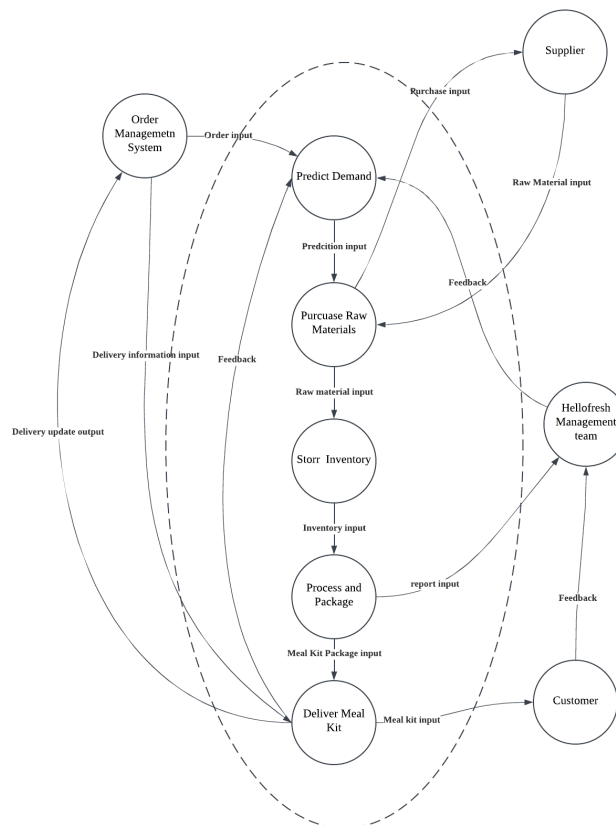 Supplier
Purchase input
Order
Managemetn
System
Order input
Predict Demand
Raw Material input
Predcition input
Feedback
Purcuase Raw
Materials
Delivery information input
Feedback
Raw material input
Hellofresh
Management
team
Delivery update output
Storr Inventory
Inventory input
report input
Process and
Package
Feedback
Meal Kit Package input
Deliver Meal
Kit
Meal kit input
Customer